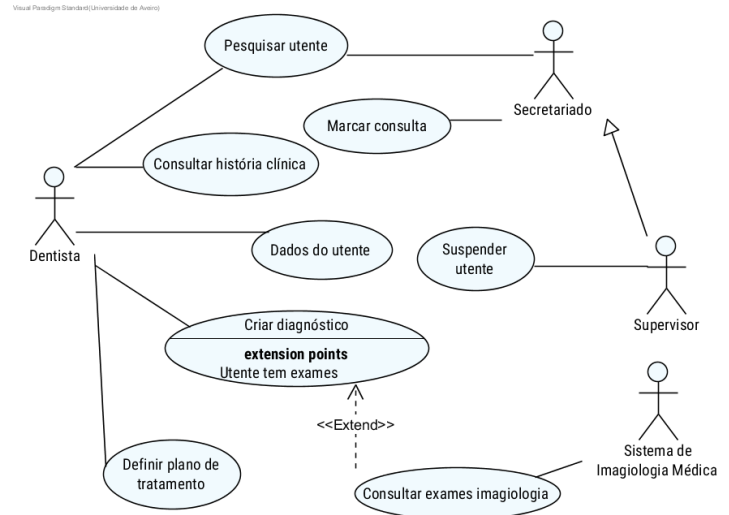 Visual Paradigm Standard(Universidade de Aveiro)
Pesquisar utente
Secretariado
Marcar consulta
Consultar história clínica
Dentista
Dados do utente
Suspender
utente
Supervisor
Criar diagnóstico
extension points
Utente tem exames
<<Extend>>
Sistema de
Imagiologia Médica
Definir plano de
tratamento
Consultar exames imagiologia